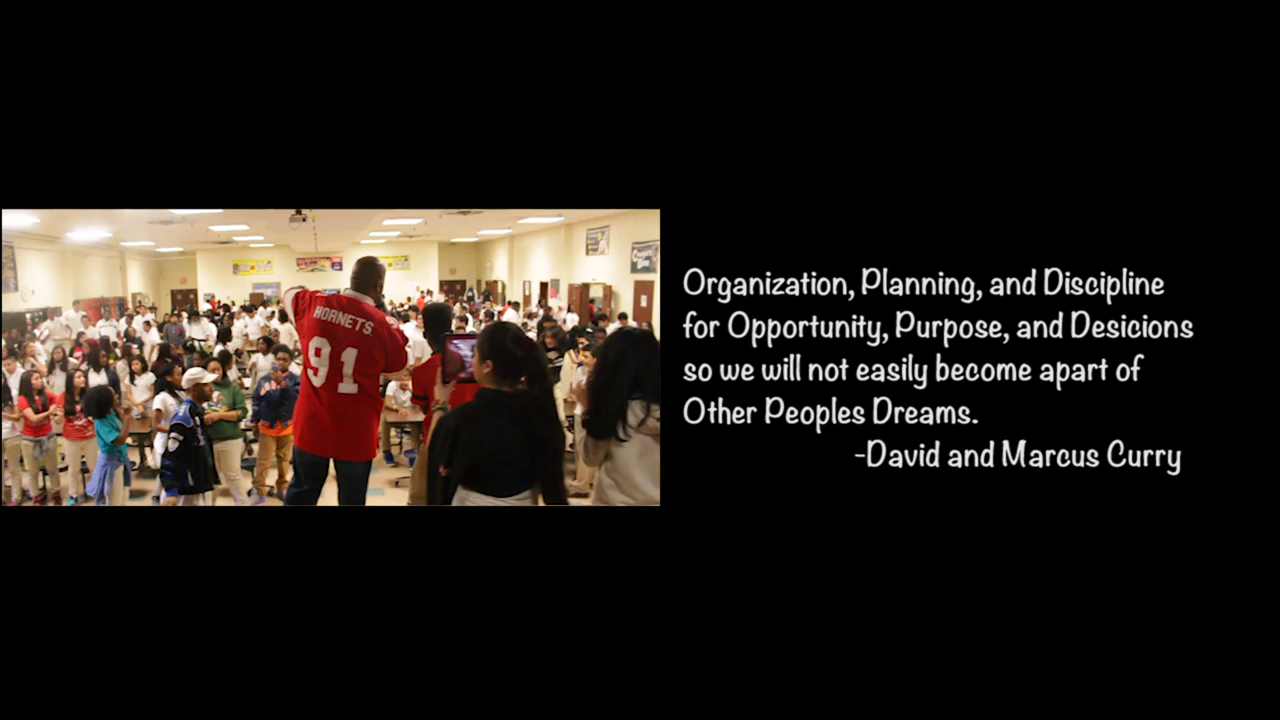 HORNETS
91
Organization, Planning, and Discipline
for Opportunity, Purpose, and Desicions
so we will not easily become apart of
Other Peoples Dreams.
-David and Marcus Curry